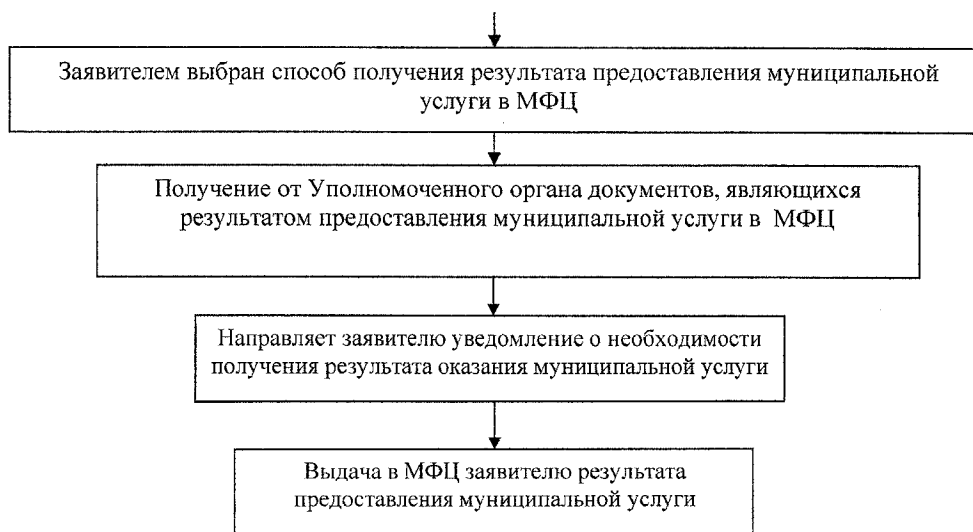 Заявителем выбран способ получения результата предоставления муниципальной
услуги в МФЦ
Получение от Уполномоченного органа документов, являющихся
результатом предоставления муниципальной услуги в МФЦ
Направляет заявителю уведомление о необходимости
получения результата оказания муниципальной услуги
Выдача в МФЦ заявителю результата
предоставления муниципальной услуги